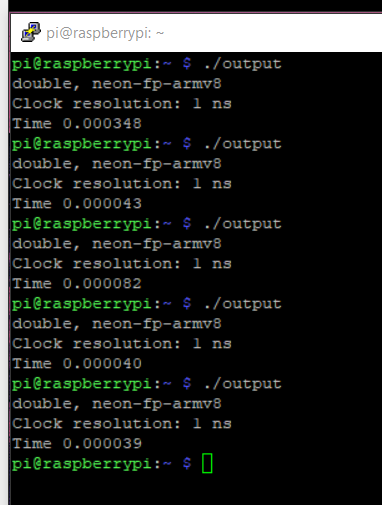 pi@raspberrypi: ~
pi@raspberrypi:~ $ ./output
double, neon-fp-armv8
Clock resolution: 1 ns
Time 0.000348
pi@raspberrypi:~ $ ./output
double, neon-fp-armv8
Clock resolution: 1 ns
Time 0.000043
pi@raspberrypi:~ $ ./output
double, neon-fp-armv8
Clock resolution: 1 ns
Time 0.000082
pi@raspberrypi:~ $ ./output
double, neon-fp-armv8
Clock resolution: 1 ns
Time 0.000040
pi@raspberrypi:~ $ ./output
double, neon-fp-armv8
Clock resolution: 1 ns
Time 0.000039
pi@raspberrypi:~ $